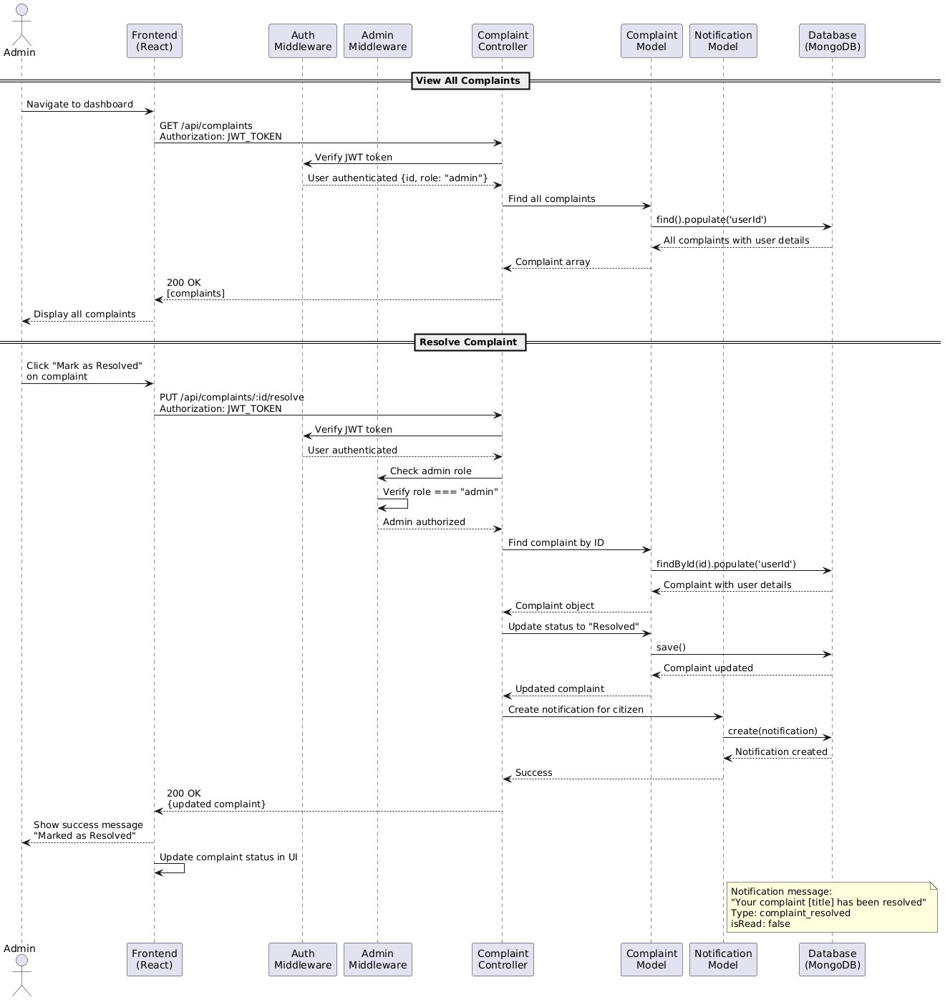 Admin
Frontend
(React)
Auth
Middleware
Admin
Middleware
Complaint
Controller
Complaint
Model
Notification
Model
Database
(MongoDB)
View All Complaints
Navigate to dashboard
GET /api/complaints
Authorization: JWT_TOKEN
Verify JWT token
User authenticated {id, role: "admin"}
Find all complaints
find().populate('userId')
All complaints with user details
Complaint array
200 OK
[complaints]
Display all complaints
Resolve Complaint
Click "Mark as Resolved"
on complaint
PUT /api/complaints/:id/resolve
Authorization: JWT_TOKEN
Verify JWT token
User authenticated
Check admin role
Verify role === "admin"
Admin authorized
Find complaint by ID
findById(id).populate('userId')
Complaint with user details
Complaint object
Update status to "Resolved"
save()
Complaint updated
Updated complaint
Create notification for citizen
create(notification)
Notification created
Success
200 OK
{updated complaint}
Show success message
"Marked as Resolved"
Update complaint status in UI
Notification message:
"Your complaint [title] has been resolved"
Type: complaint_resolved
isRead: false
Admin
Frontend
(React)
Auth
Middleware
Admin
Middleware
Complaint
Controller
Complaint
Model
Notification
Model
Database
(MongoDB)